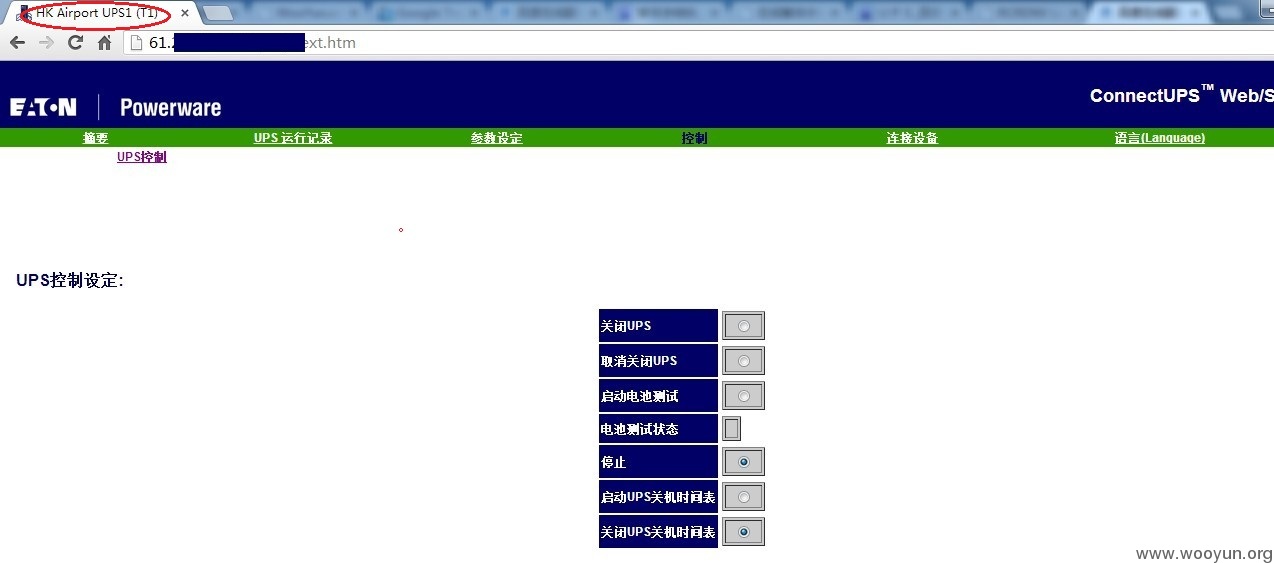 HK Airport UPS1 (T1)
61.2
ext.htm
EATON Powerware
ConnectUPS™ Web/S
摘要 UPS 运行记录 参数设定 控制 连接设备 语言(Language)
UPS控制
。
UPS控制设定:
关闭UPS
取消关闭UPS
启动电池测试
电池测试状态
停止
启动UPS关机时间表
关闭UPS关机时间表
www.wooyun.org